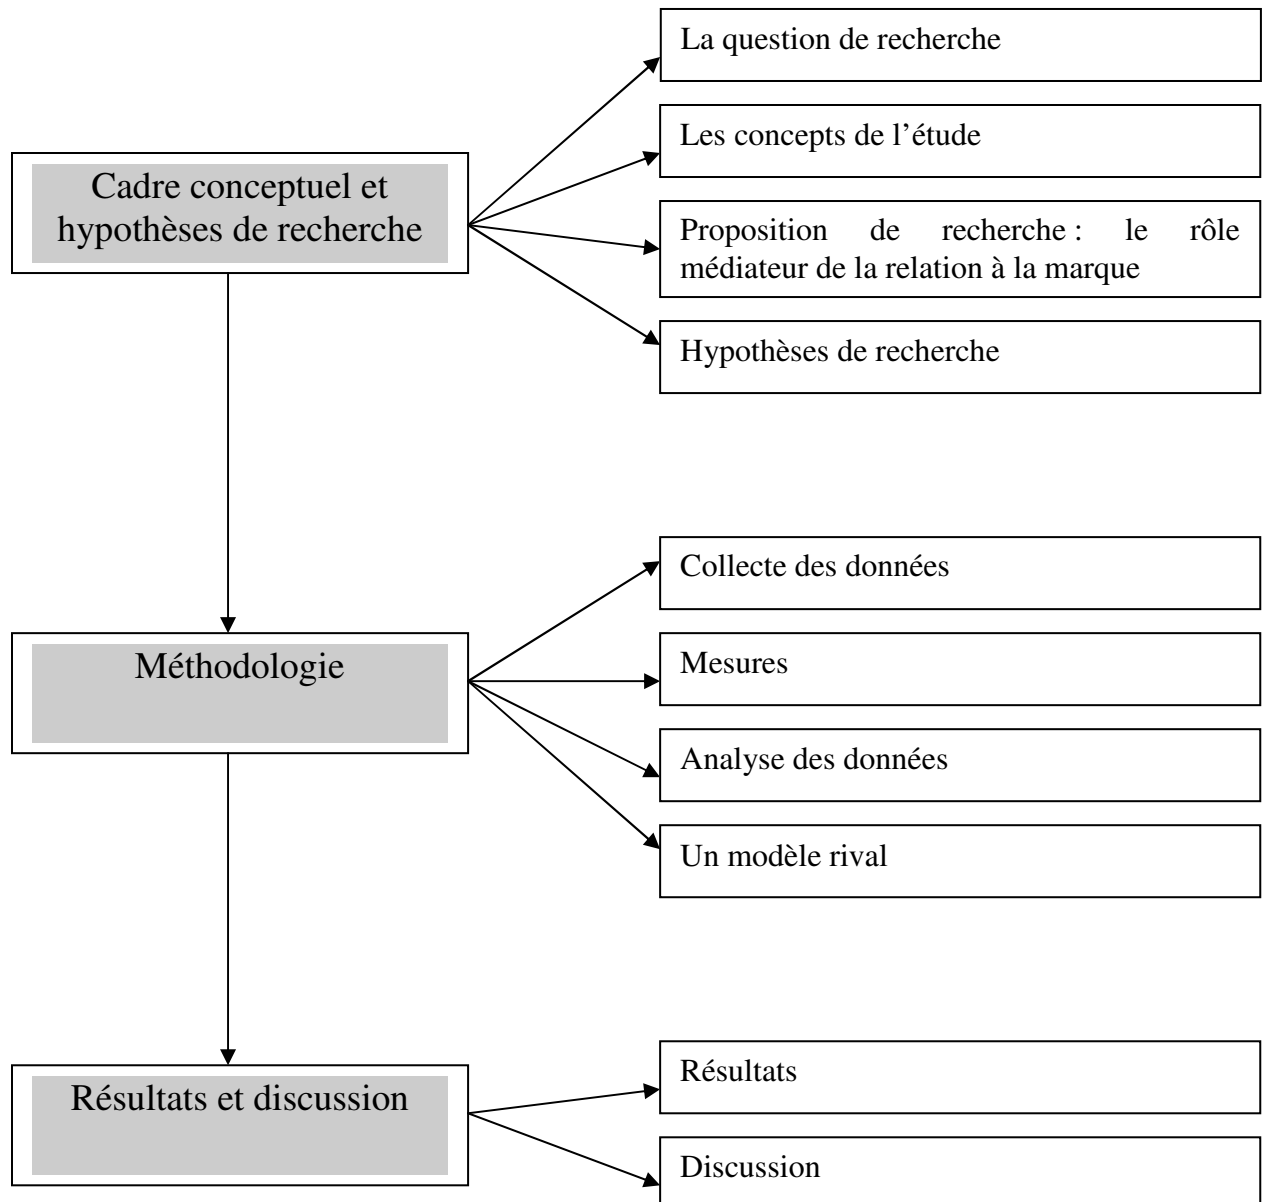 Cadre conceptuel et
hypothèses de recherche
La question de recherche
Les concepts de l’étude
Proposition de recherche : le rôle
médiateur de la relation à la marque
Hypothèses de recherche
Méthodologie
Collecte des données
Mesures
Analyse des données
Un modèle rival
Résultats et discussion
Résultats
Discussion